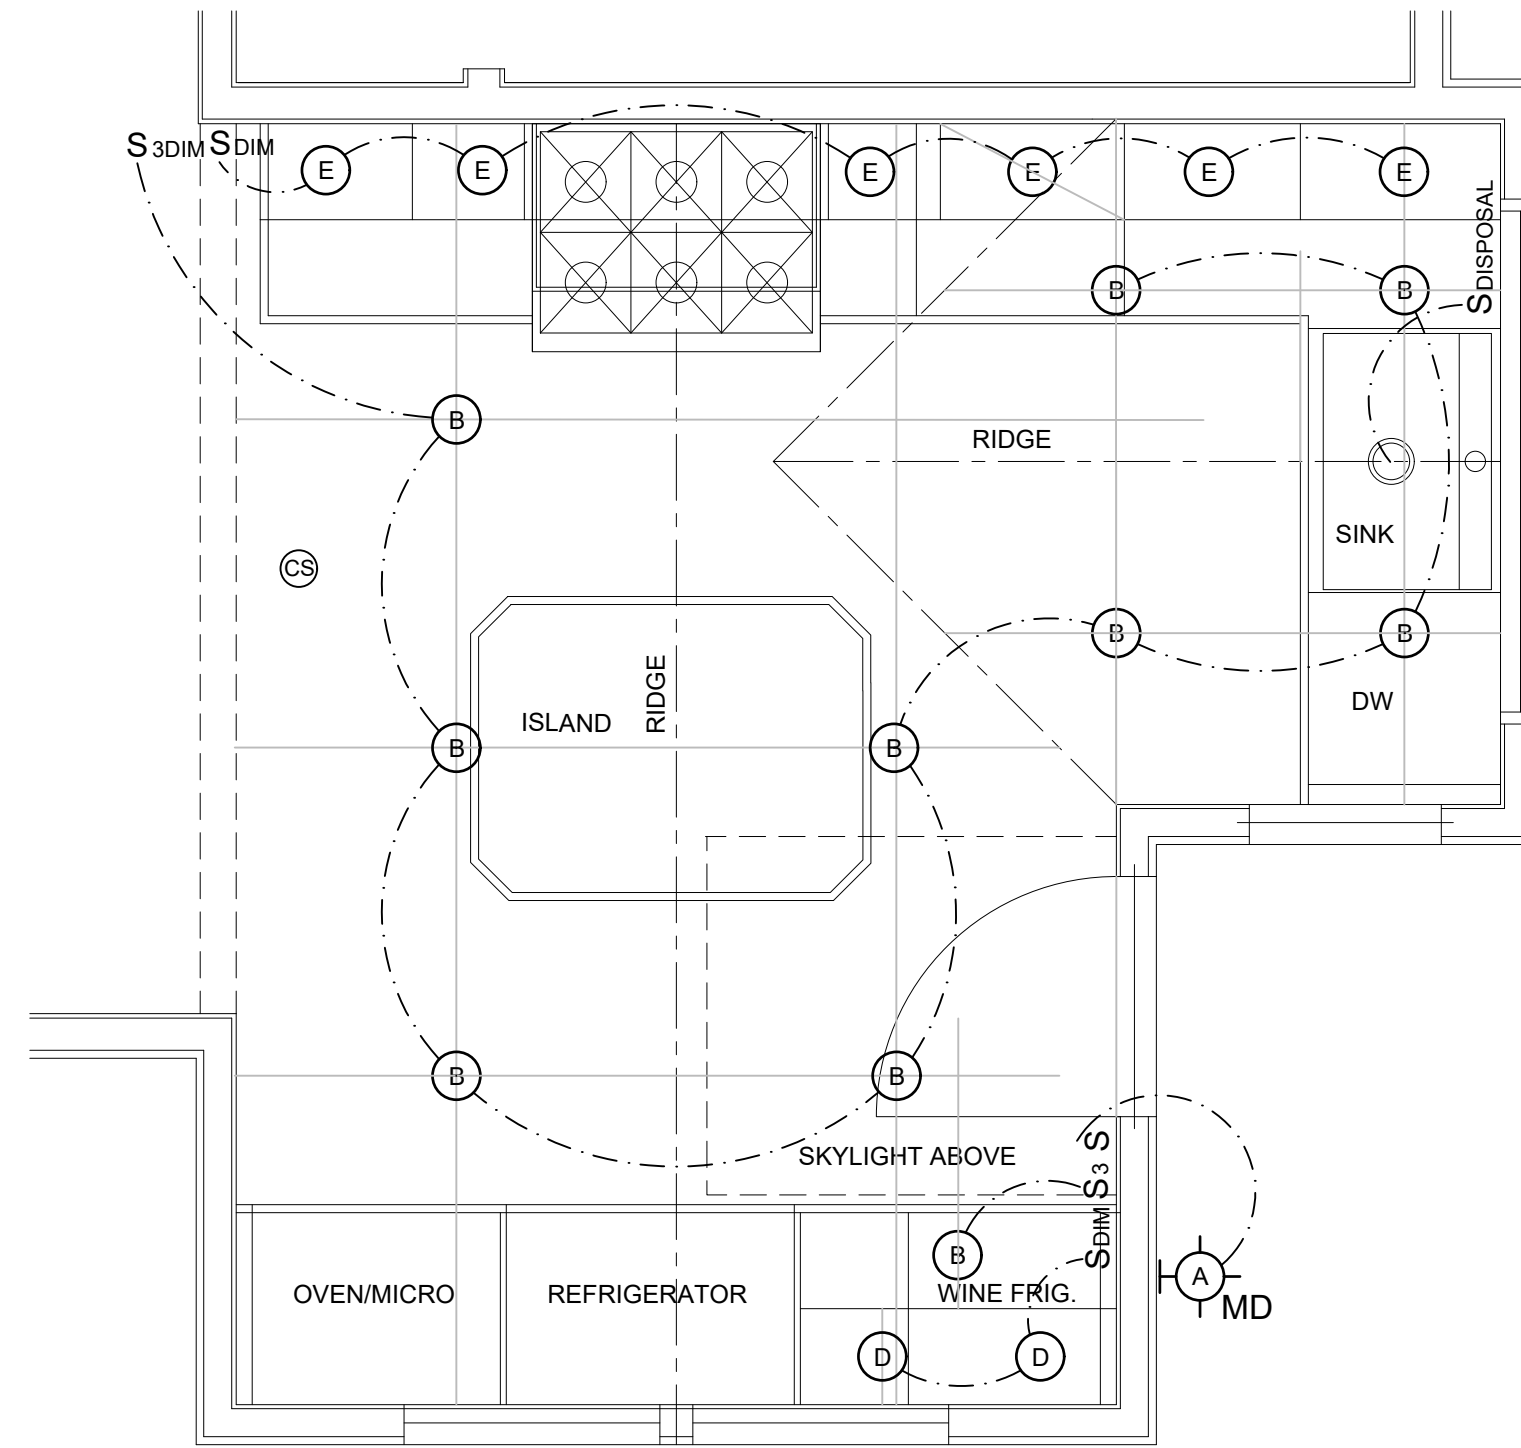 S3DIM SDIM
E
E
E
E
E
E
SDISPOSAL
B
B
B
RIDGE
SINK
CS
B
B
DW
RIDGE
ISLAND
B
B
B
B
SKYLIGHT ABOVE
SDIM S3 S
B
OVEN/MICRO
REFRIGERATOR
WINE FRIG.
A
MD
D
D